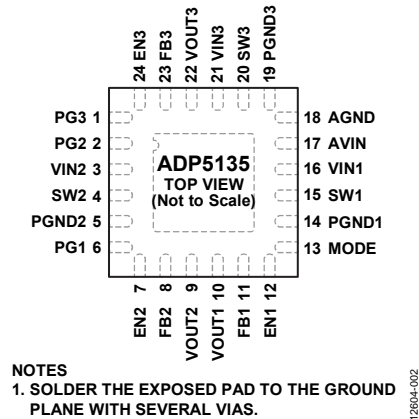 24 EN3
23 FB3
22 VOUT3
21 VIN3
20 SW3
19 PGND3
PG3 1
PG2 2
VIN2 3
SW2 4
PGND2 5
PG1 6
ADP5135
TOP VIEW
(Not to Scale)
18 AGND
17 AVIN
16 VIN1
15 SW1
14 PGND1
13 MODE
EN2 7
FB2 8
VOUT2 9
VOUT1 10
FB1 11
EN1 12
NOTES
1. SOLDER THE EXPOSED PAD TO THE GROUND
PLANE WITH SEVERAL VIAS.
12604-002